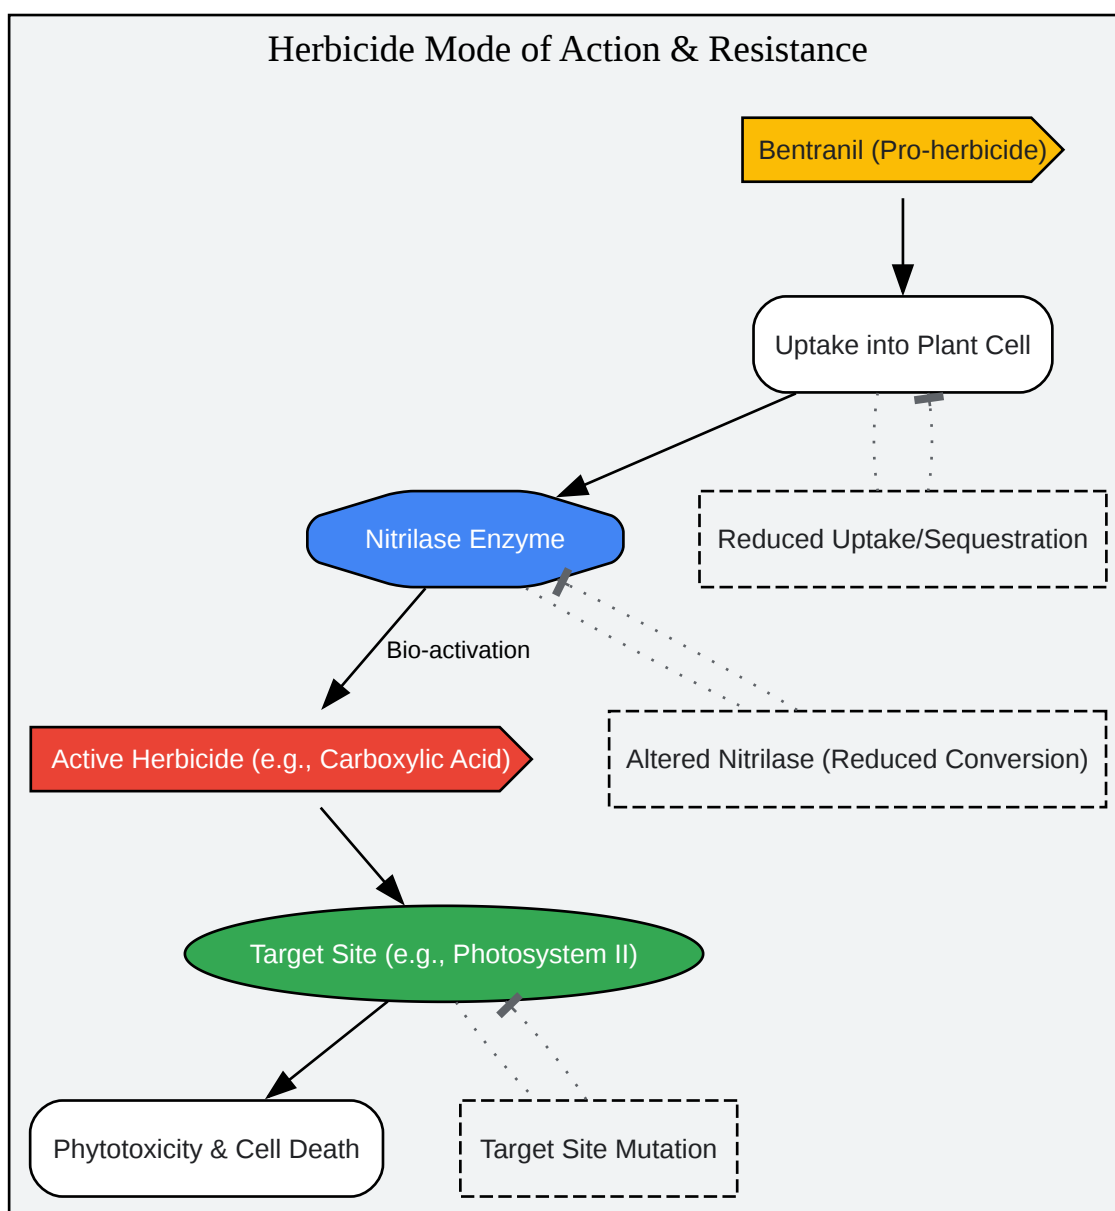 Herbicide Mode of Action & Resistance
Bentranil (Pro-herbicide)
Uptake into Plant Cell
Nitrilase Enzyme
Reduced Uptake/Sequestration
Bio-activation
Active Herbicide (e.g., Carboxylic Acid)
Altered Nitrilase (Reduced Conversion)
Target Site (e.g., Photosystem II)
Phytotoxicity & Cell Death
Target Site Mutation